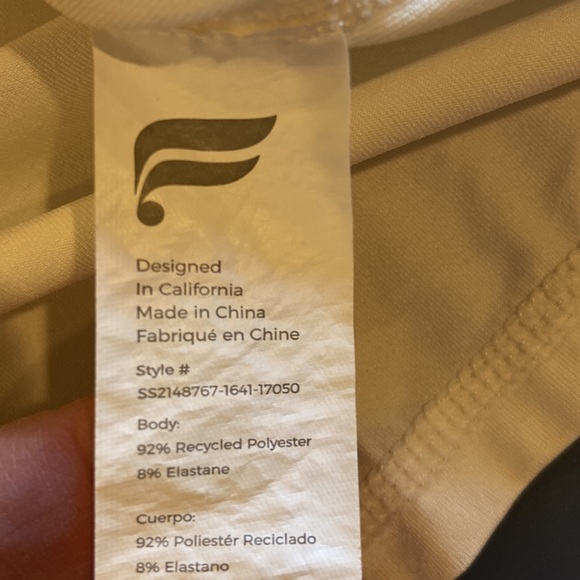 Designed
In California
Made in China
Fabriqué en Chine
Style #
SS2148767-1641-17050
Body:
92% Recycled Polyester
8% Elastane
Cuerpo:
92% Poliestér Reciclado
8% Elastano